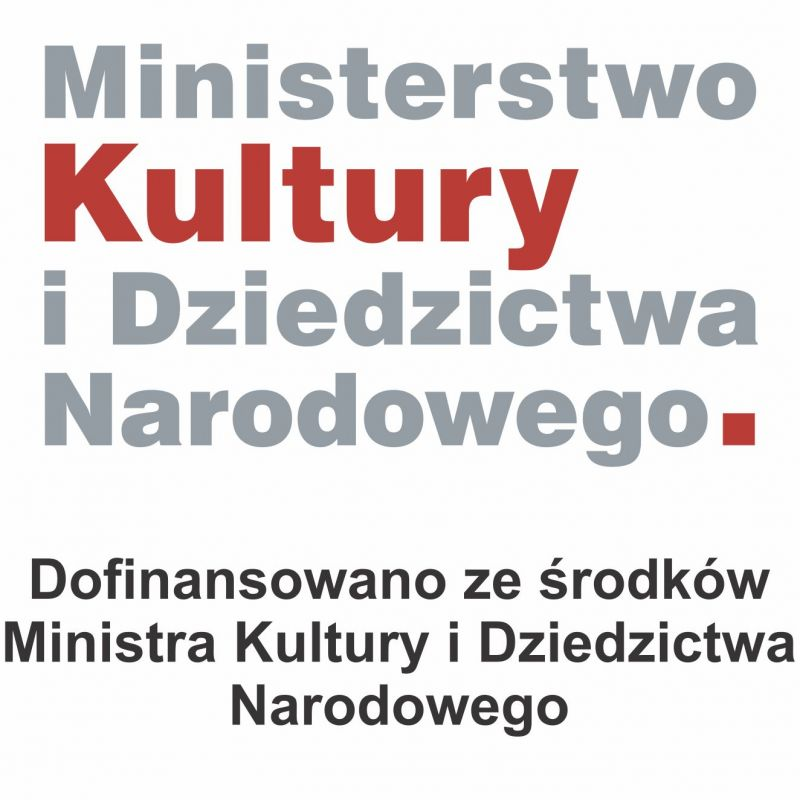 Ministerstwo
Kultury
i Dziedzictwa
Narodowego.
Dofinansowano ze środków
Ministra Kultury i Dziedzictwa
Narodowego